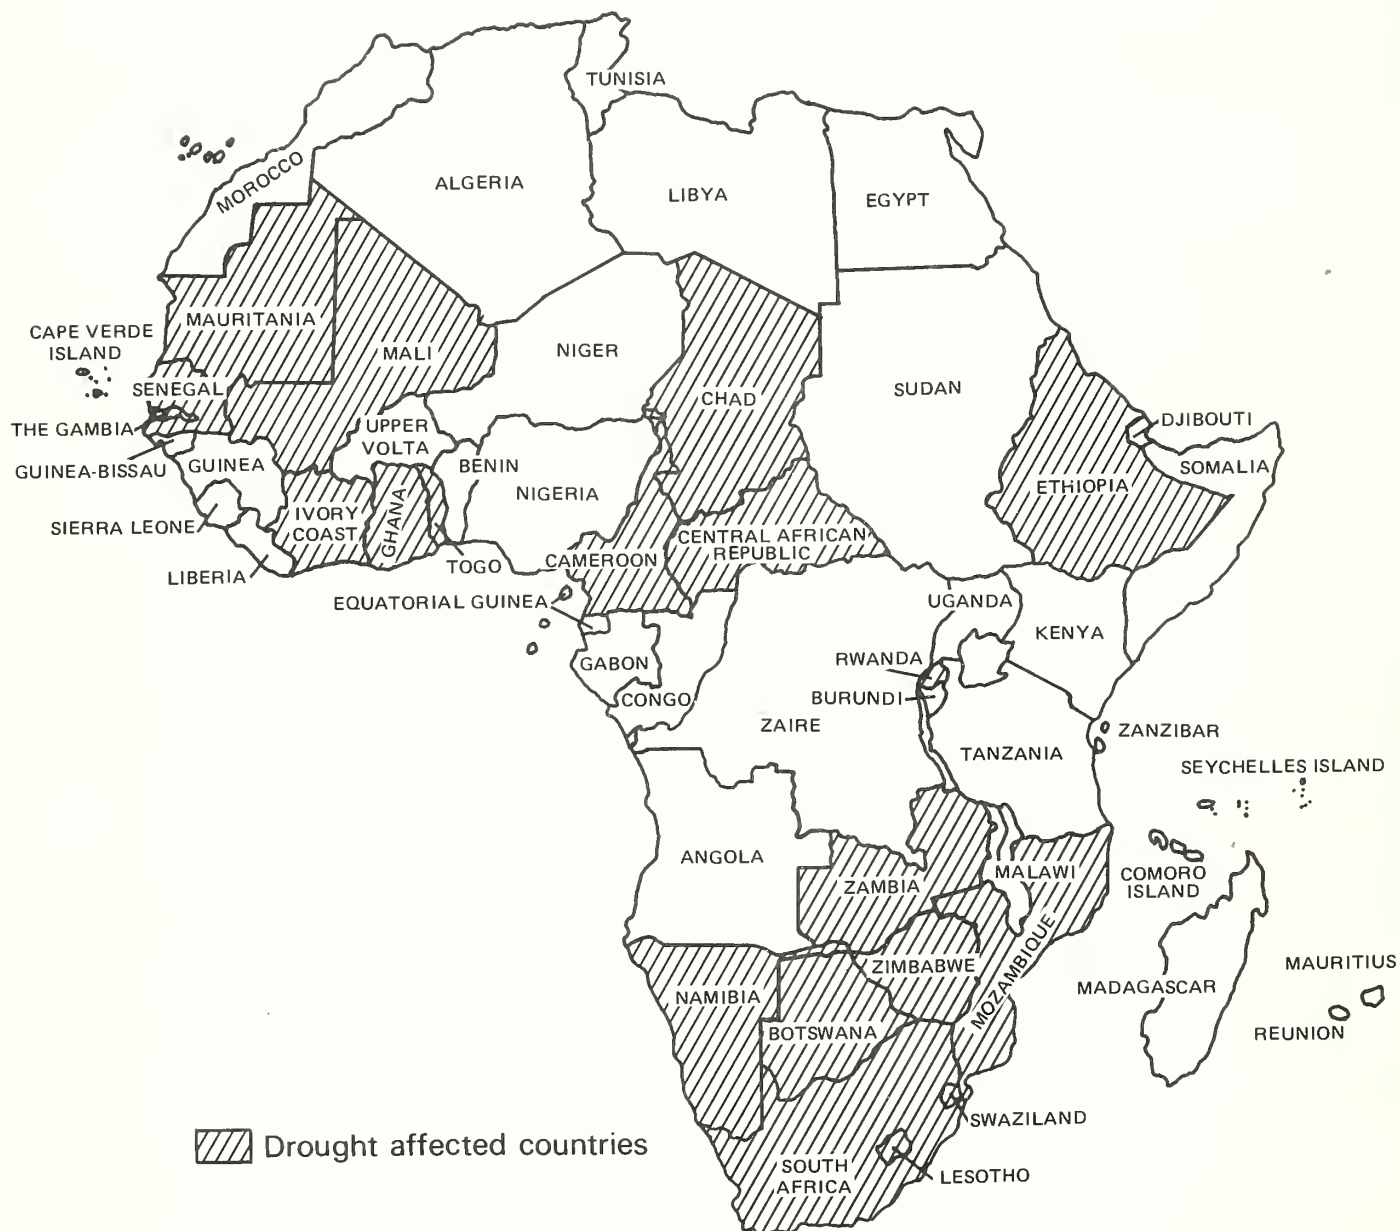 TUNISIA
MOROCCO
ALGERIA
LIBYA
EGYPT
CAPE VERDE
ISLAND
MAURITANIA
MALI
NIGER
CHAD
SUDAN
SENEGAL
THE GAMBIA
GUINEA-BISSAU
GUINEA
UPPER
VOLTA
BENIN
NIGERIA
DJIBOUTI
SOMALIA
ETHIOPIA
SIERRA LEONE
IVORY
COAST
GHANA
LIBERIA
TOGO
CAMEROON
CENTRAL AFRICAN
REPUBLIC
EQUATORIAL GUINEA
UGANDA
KENYA
GABON
CONGO
RWANDA
BURUNDI
ZAIRE
TANZANIA
ZANZIBAR
SEYCHELLES ISLAND
ANGOLA
ZAMBIA
MALAWI
COMORO
ISLAND
MOZAMBIQUE
ZIMBABWE
NAMIBIA
BOTSWANA
MADAGASCAR
MAURITIUS
REUNION
SWAZILAND
LESOTHO
SOUTH
AFRICA
Drought affected countries